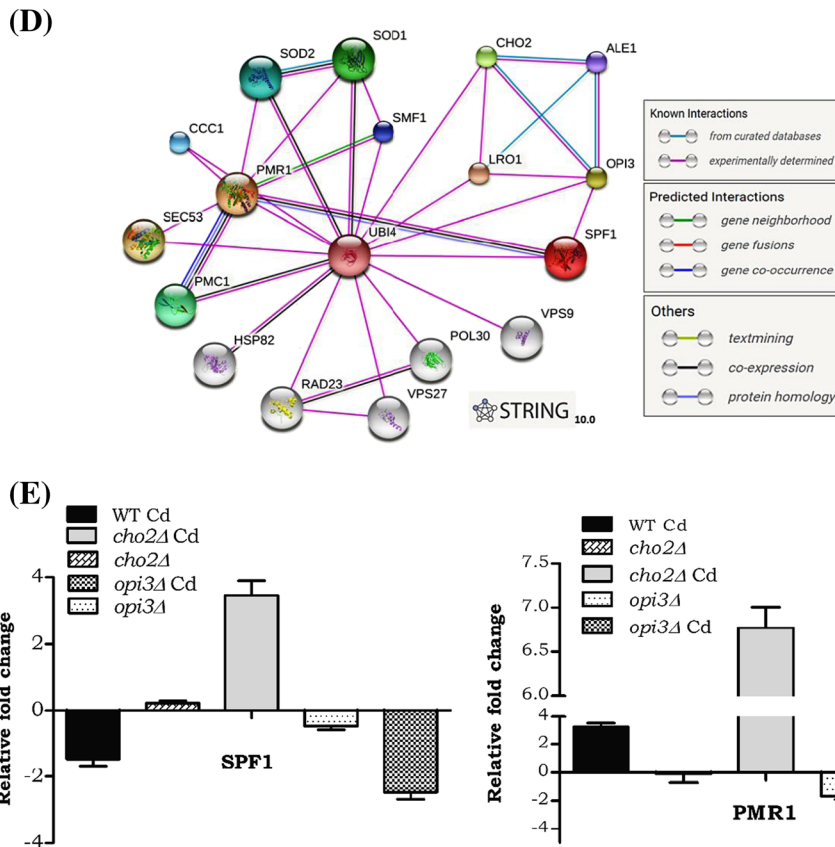 (D)
SOD2
SOD1
CHO2
ALE1
CCC1
SMF1
PMR1
LRO1
OPI3
SEC53
UBI4
SPF1
PMC1
HSP82
POL30
VPS9
RAD23
VPS27
STRING 10.0
Known Interactions
from curated databases
experimentally determined
Predicted Interactions
gene neighborhood
gene fusions
gene co-occurrence
Others
textmining
co-expression
protein homology
(E)
WT Cd
cho2Δ Cd
cho2Δ
opi3Δ Cd
opi3Δ
Relative fold change
4
2
0
-2
-4
SPF1
WT Cd
cho2Δ
cho2Δ Cd
opi3Δ
opi3Δ Cd
Relative fold change
7.5
7.0
6.5
6.0
4
2
0
-2
-4
PMR1